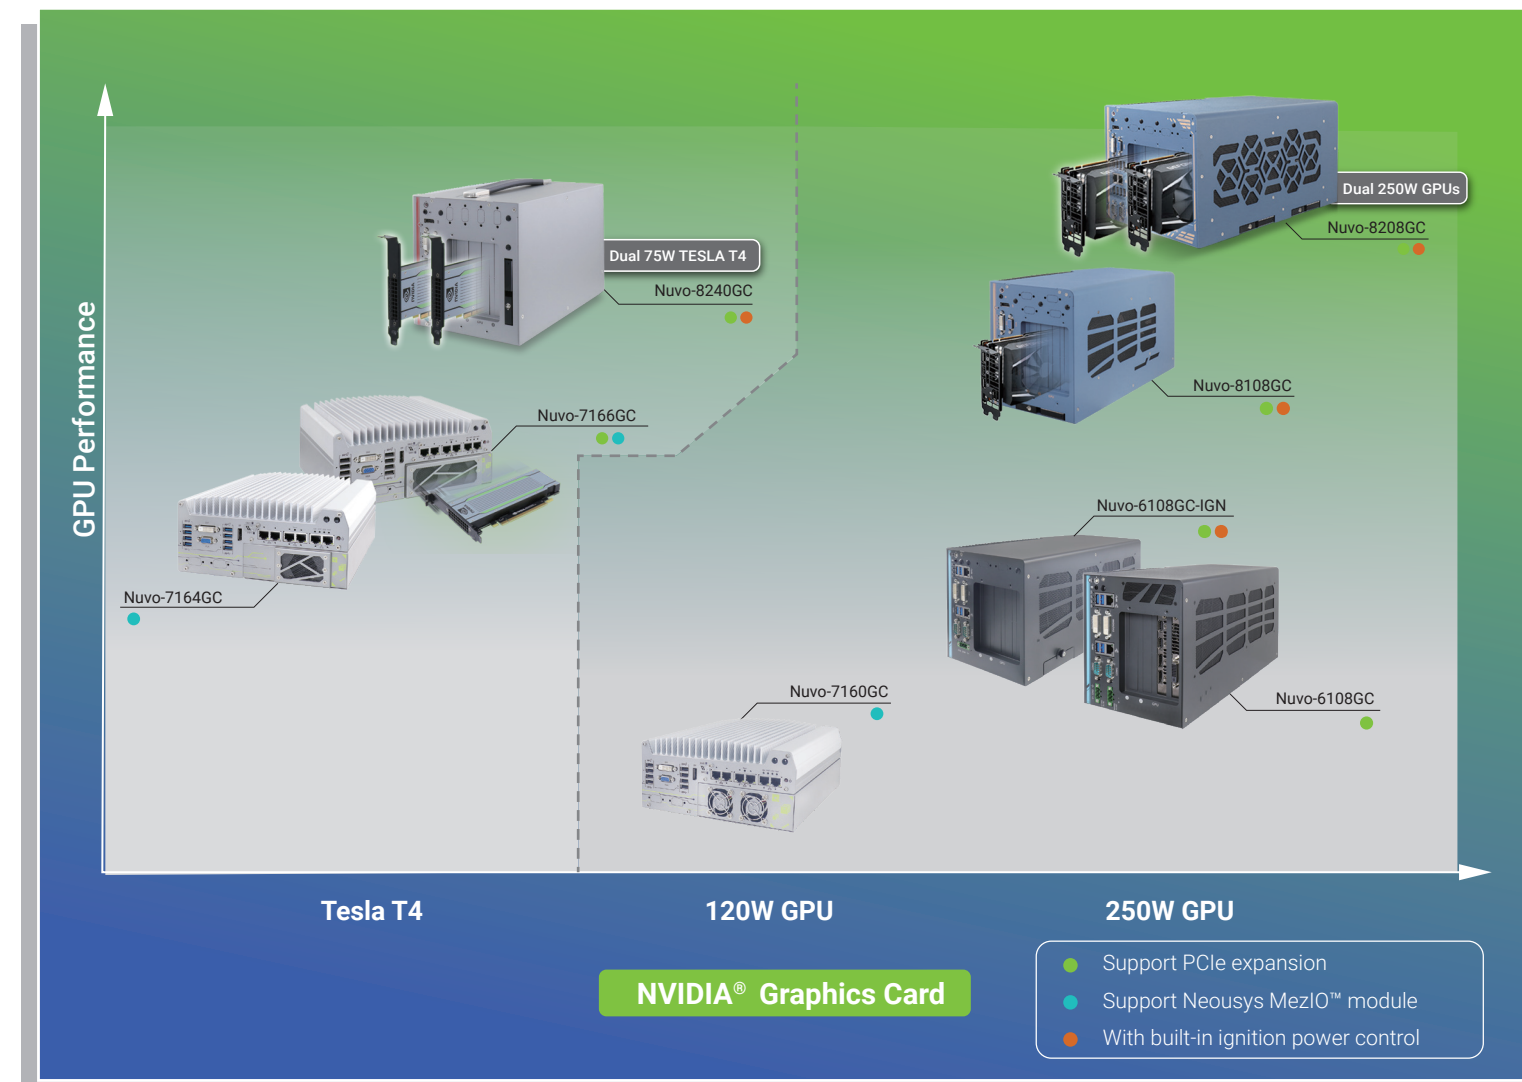 GPU Performance
Dual 250W GPUs
Nuvo-8208GC
Dual 75W TESLA T4
Nuvo-8240GC
Nuvo-8108GC
Nuvo-7166GC
Nuvo-6108GC-IGN
Nuvo-7164GC
Nuvo-7160GC
Nuvo-6108GC
Tesla T4
120W GPU
250W GPU
NVIDIA® Graphics Card
Support PCIe expansion
Support Neousys MezIO™ module
With built-in ignition power control